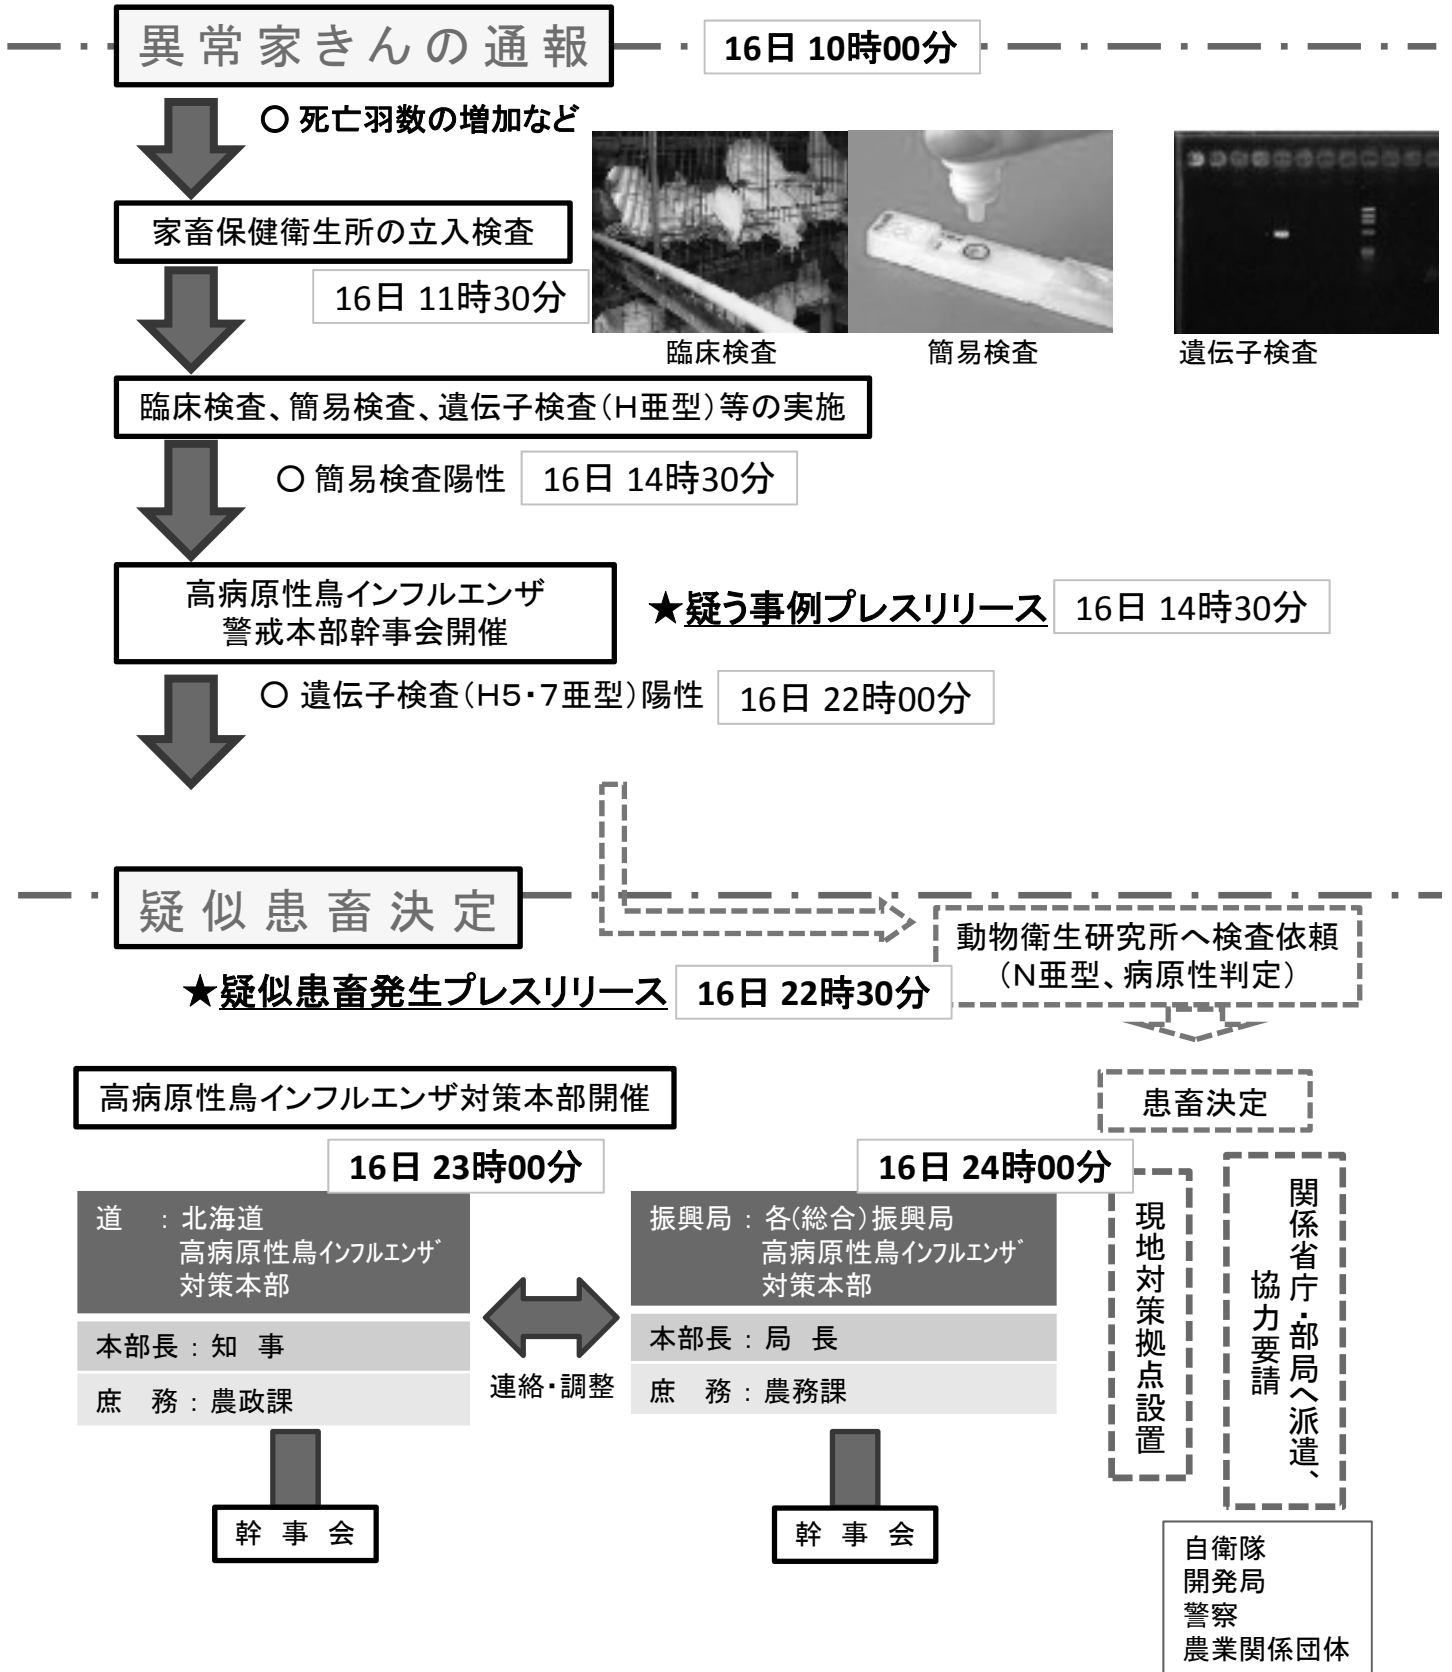 異常家きんの通報
16日 10時00分
○ 死亡羽数の増加など
家畜保健衛生所の立入検査
16日 11時30分
臨床検査
簡易検査
遺伝子検査
臨床検査、簡易検査、遺伝子検査(H亜型)等の実施
○ 簡易検査陽性
16日 14時30分
高病原性鳥インフルエンザ
警戒本部幹事会開催
★疑う事例プレスリリース
16日 14時30分
○ 遺伝子検査(H5・7亜型)陽性
16日 22時00分
疑似患畜決定
動物衛生研究所へ検査依頼
(N亜型、病原性判定)
★疑似患畜発生プレスリリース
16日 22時30分
高病原性鳥インフルエンザ対策本部開催
患畜決定
16日 23時00分
道 : 北海道
高病原性鳥インフルエンザ
対策本部
本部長 : 知 事
庶 務 : 農政課
連絡・調整
16日 24時00分
振興局 : 各(総合)振興局
高病原性鳥インフルエンザ
対策本部
本部長 : 局 長
庶 務 : 農務課
現地対策拠点設置
関係省庁・部局へ派遣、
協力要請
幹 事 会
幹 事 会
自衛隊
開発局
警察
農業関係団体